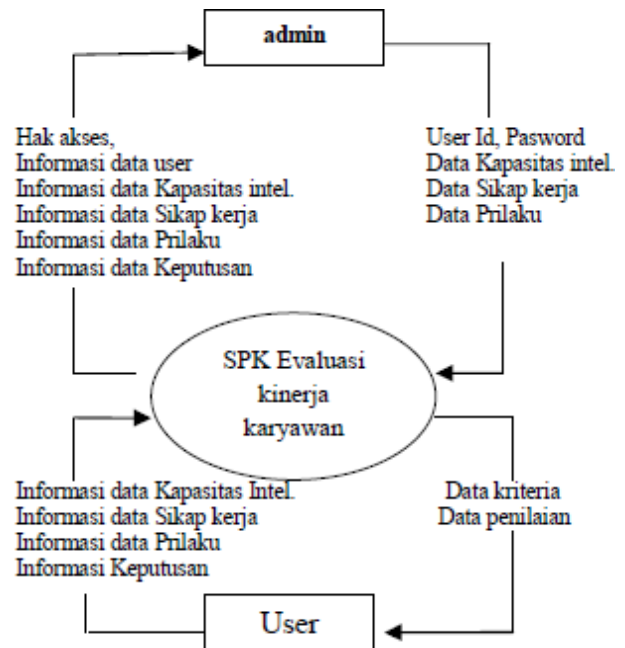 admin
Hak akses,
Informasi data user
Informasi data Kapasitas intel.
Informasi data Sikap kerja
Informasi data Prilaku
Informasi data Keputusan
User Id, Pasword
Data Kapasitas intel.
Data Sikap kerja
Data Prilaku
SPK Evaluasi
kinerja
karyawan
Informasi data Kapasitas Intel.
Informasi data Sikap kerja
Informasi data Prilaku
Informasi Keputusan
Data kriteria
Data penilaian
User